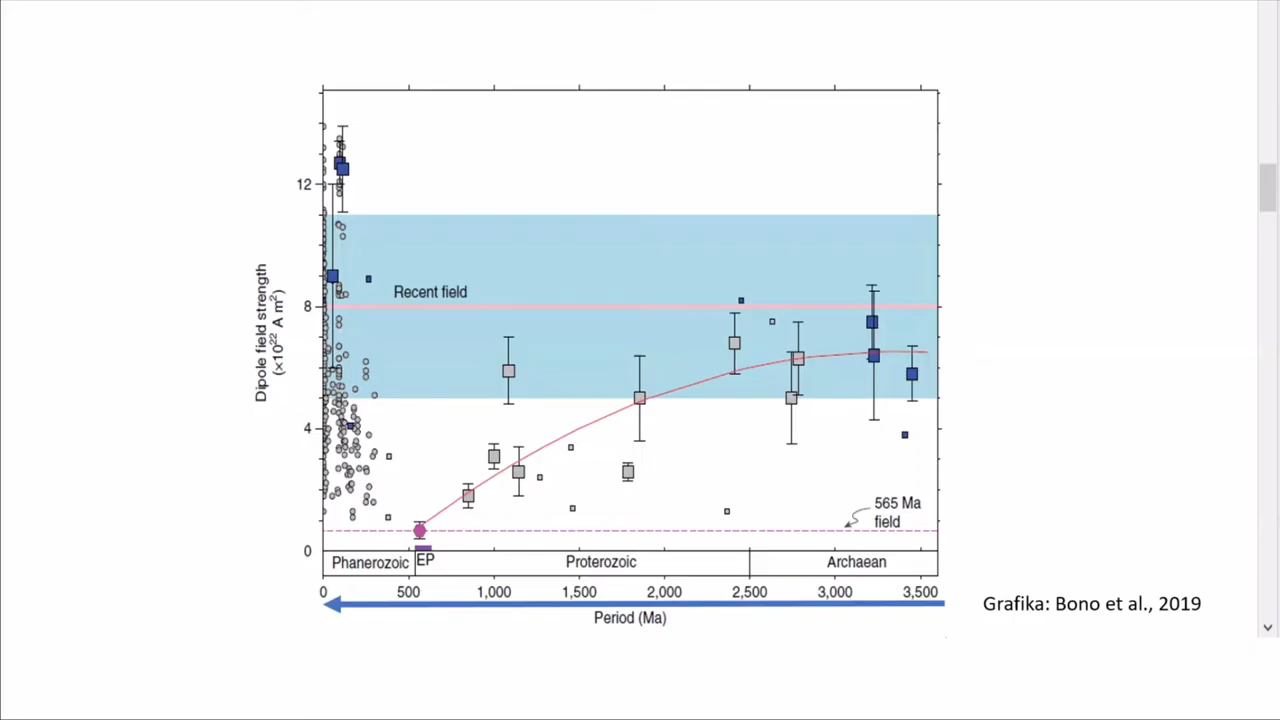 12
8
4
0
Dipole field strength
(×10²² A m²)
Recent field
565 Ma
field
Phanerozoic
EP
Proterozoic
Archaean
0 500 1,000 1,500 2,000 2,500 3,000 3,500
Period (Ma)
Grafika: Bono et al., 2019